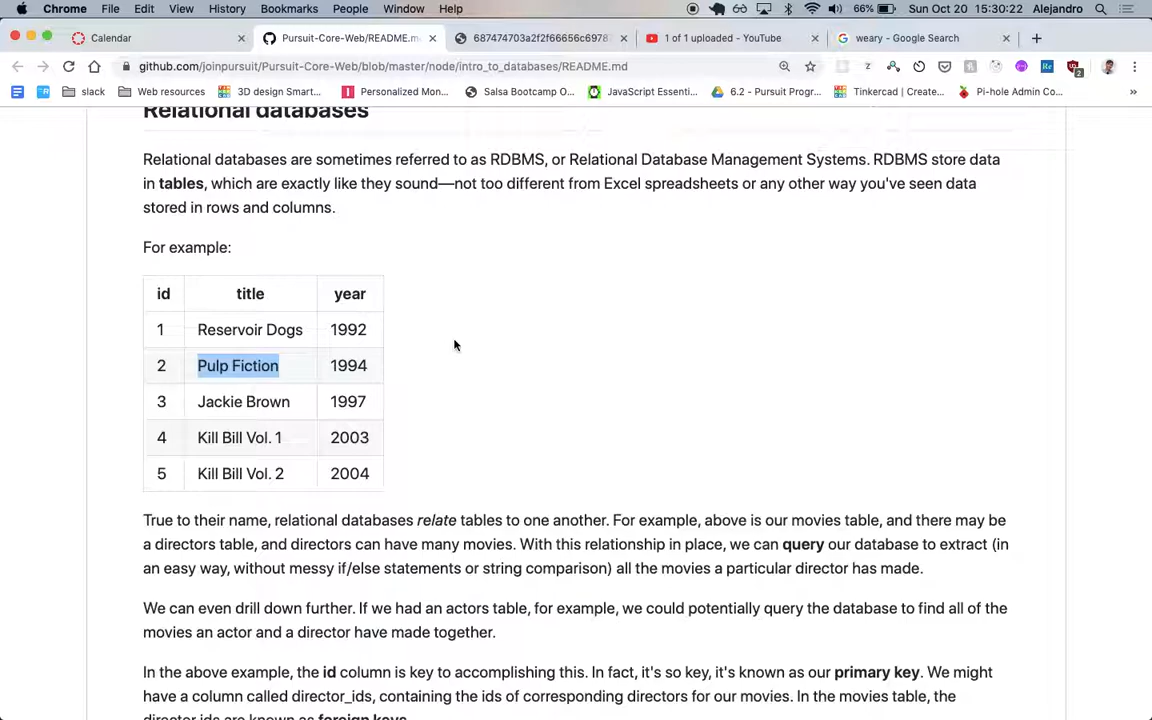 Chrome File Edit View History Bookmarks People Window Help 66% Sun Oct 20 15:30:22 Alejandro
Calendar Pursuit-Core-Web/README.m 687474703a2f2f66656c6978 1 of 1 uploaded - YouTube weary - Google Search
github.com/joinpursuit/Pursuit-Core-Web/blob/master/node/intro_to_databases/README.md
slack Web resources 3D design Smart... Personalized Mon... Salsa Bootcamp O... JavaScript Essenti... 6.2 - Pursuit Progr... Tinkercad | Create... Pi-hole Admin Co... »
Relational databases
Relational databases are sometimes referred to as RDBMS, or Relational Database Management Systems. RDBMS store data
in tables, which are exactly like they sound—not too different from Excel spreadsheets or any other way you've seen data
stored in rows and columns.
For example:
id title year
1 Reservoir Dogs 1992
2 Pulp Fiction 1994
3 Jackie Brown 1997
4 Kill Bill Vol. 1 2003
5 Kill Bill Vol. 2 2004
True to their name, relational databases relate tables to one another. For example, above is our movies table, and there may be
a directors table, and directors can have many movies. With this relationship in place, we can query our database to extract (in
an easy way, without messy if/else statements or string comparison) all the movies a particular director has made.
We can even drill down further. If we had an actors table, for example, we could potentially query the database to find all of the
movies an actor and a director have made together.
In the above example, the id column is key to accomplishing this. In fact, it's so key, it's known as our primary key. We might
have a column called director_ids, containing the ids of corresponding directors for our movies. In the movies table, the
director ids are known as foreign keys.